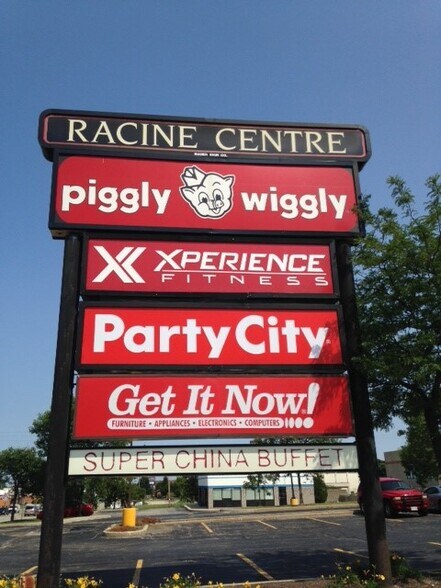 RACINE CENTRE
piggly wiggly
XPERIENCE
FITNESS
Party City
Get It Now!
FURNITURE • APPLIANCES • ELECTRONICS • COMPUTERS
SUPER CHINA BUFFET